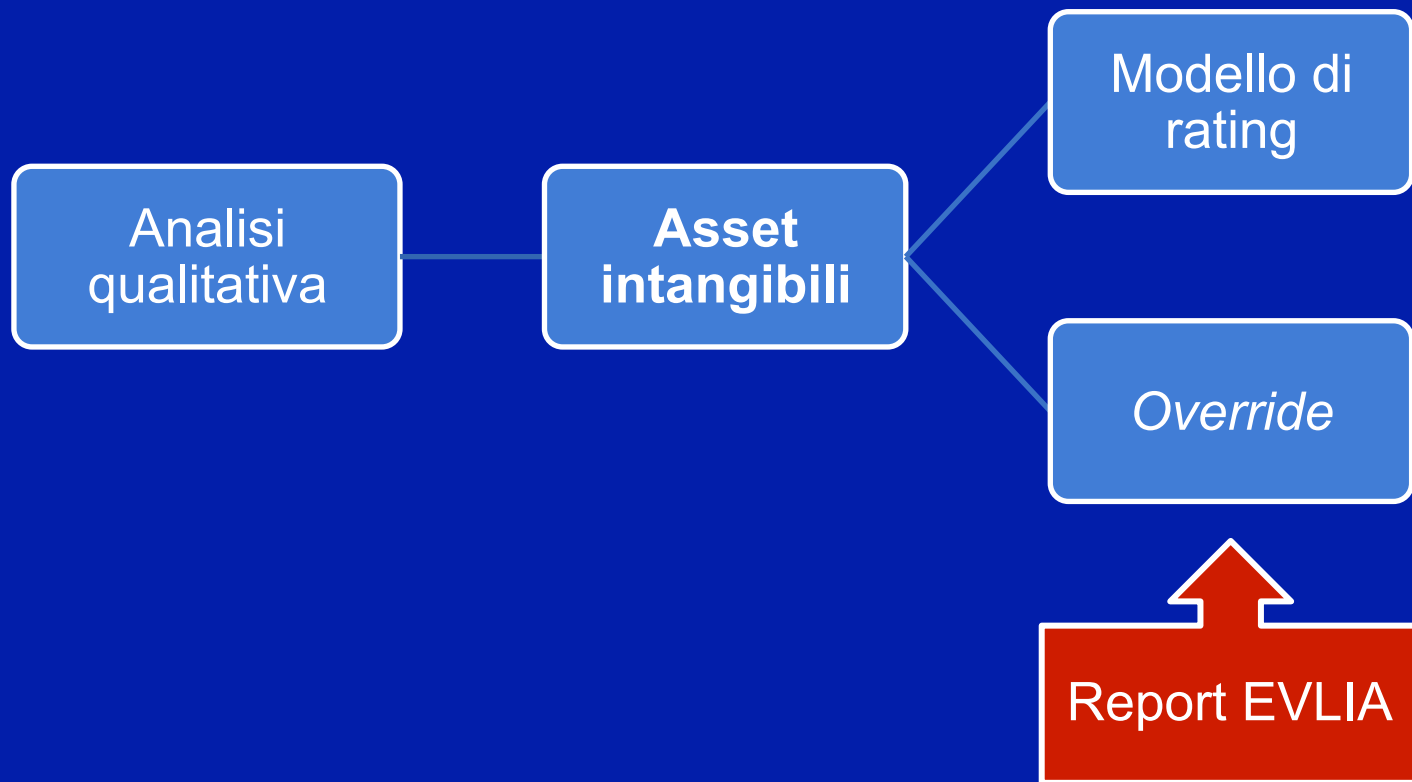 Analisi
qualitativa
Asset
intangibili
Modello di
rating
Override
Report EVLIA